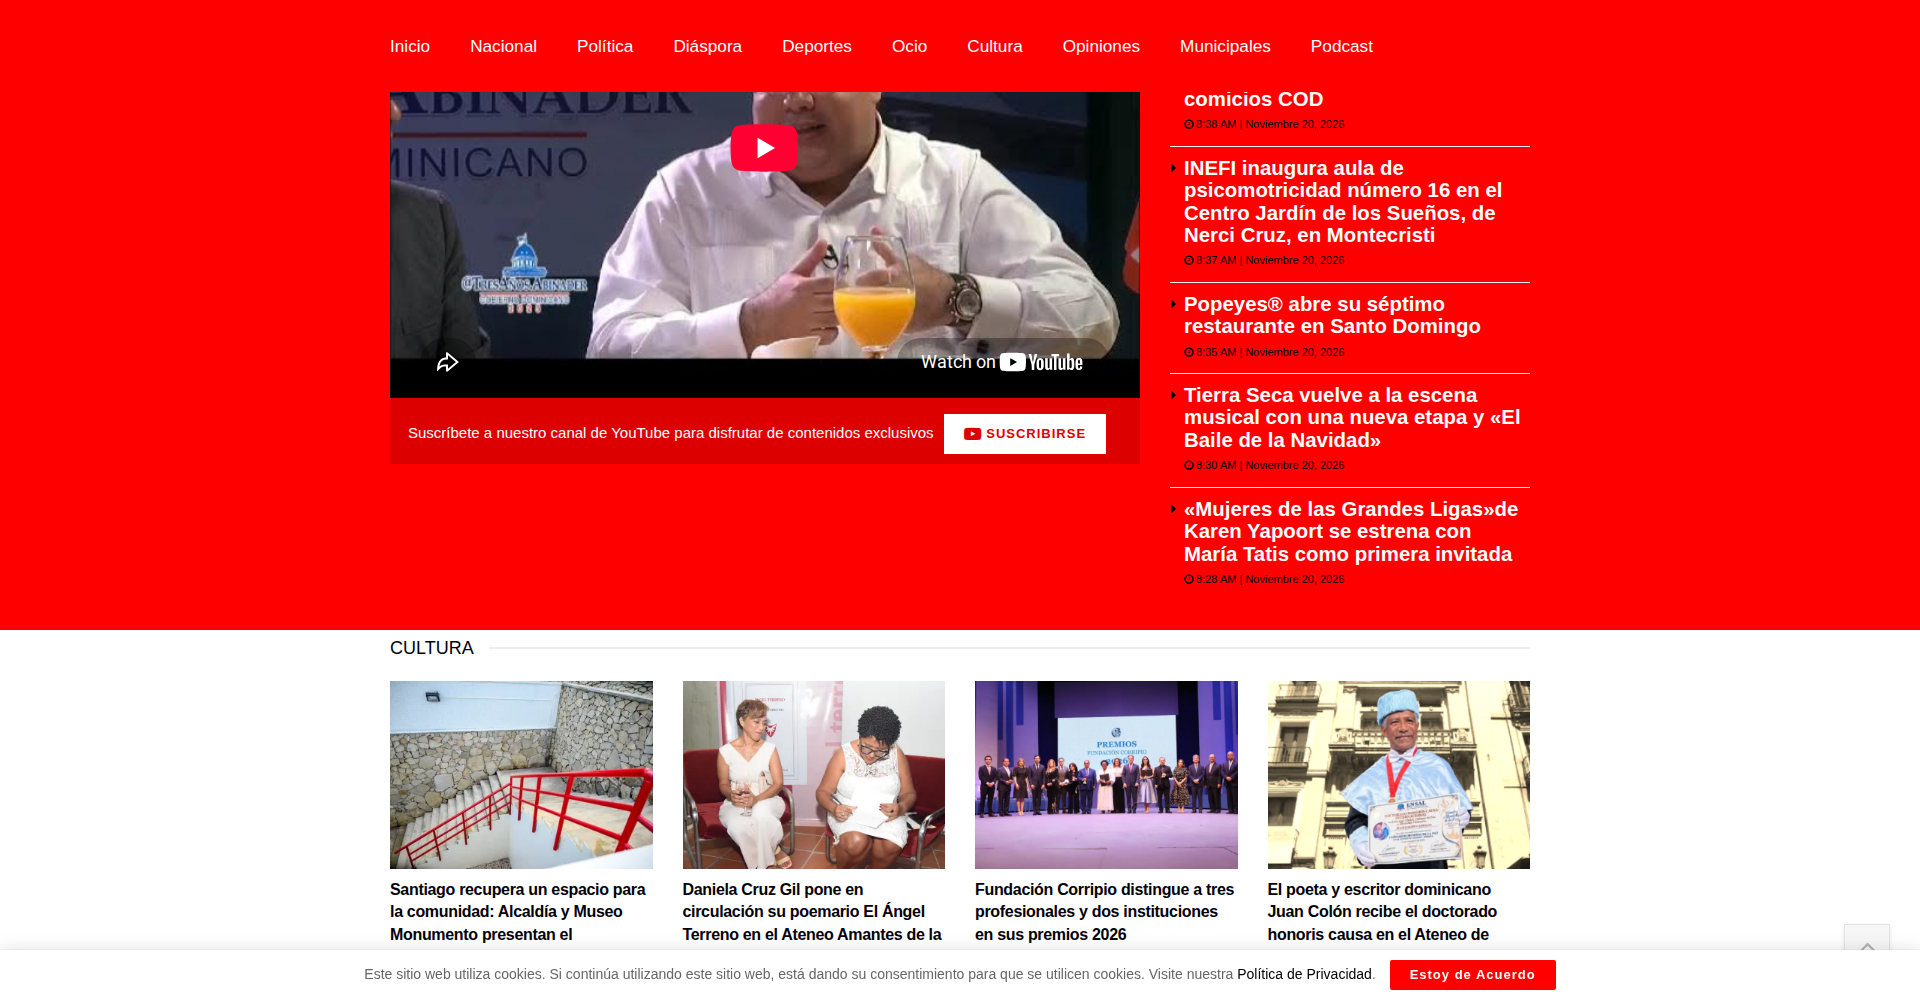 Inicio Nacional Política Diáspora Deportes Ocio Cultura Opiniones Municipales Podcast
ABINADER
MINICANO
@TRESAÑOSABINADER
GOBIERNO DOMINICANO
2023
Watch on YouTube
Suscríbete a nuestro canal de YouTube para disfrutar de contenidos exclusivos SUSCRIBIRSE
comicios COD
8:38 AM | Noviembre 20, 2026
INEFI inaugura aula de
psicomotricidad número 16 en el
Centro Jardín de los Sueños, de
Nerci Cruz, en Montecristi
8:37 AM | Noviembre 20, 2026
Popeyes® abre su séptimo
restaurante en Santo Domingo
8:35 AM | Noviembre 20, 2026
Tierra Seca vuelve a la escena
musical con una nueva etapa y «El
Baile de la Navidad»
8:30 AM | Noviembre 20, 2026
«Mujeres de las Grandes Ligas»de
Karen Yapoort se estrena con
María Tatis como primera invitada
8:28 AM | Noviembre 20, 2026
CULTURA
PREMIOS
FUNDACIÓN CORRIPIO
Santiago recupera un espacio para
la comunidad: Alcaldía y Museo
Monumento presentan el
Daniela Cruz Gil pone en
circulación su poemario El Ángel
Terreno en el Ateneo Amantes de la
Fundación Corripio distingue a tres
profesionales y dos instituciones
en sus premios 2026
El poeta y escritor dominicano
Juan Colón recibe el doctorado
honoris causa en el Ateneo de
Este sitio web utiliza cookies. Si continúa utilizando este sitio web, está dando su consentimiento para que se utilicen cookies. Visite nuestra Política de Privacidad. Estoy de Acuerdo